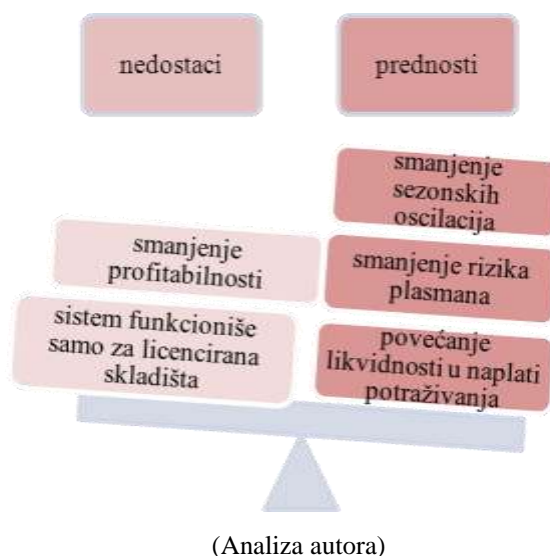 nedostaci
prednosti
smanjenje
profitabilnosti
sistem funkcioniše
samo za licencirana
skladišta
smanjenje
sezonskih
oscilacija
smanjenje rizika
plasmana
povećanje
likvidnosti u naplati
potraživanja
(Analiza autora)